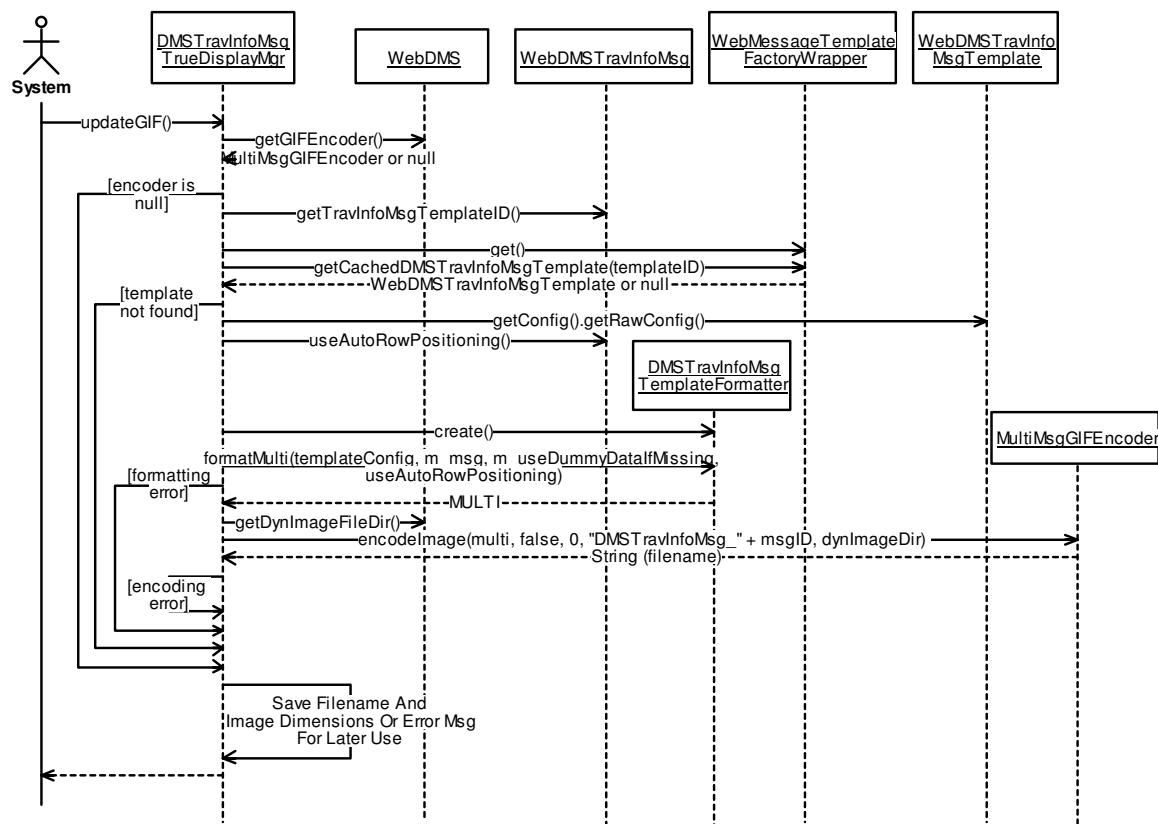 DMSTravInfoMsg
TrueDisplayMgr
WebDMS
WebDMSTravInfoMsg
WebMessageTemplate
FactoryWrapper
WebDMSTravInfo
MsgTemplate
System
updateGIF()
getGIFEncoder()
MultiMsgGIFEncoder or null
[encoder is
null]
getTravInfoMsgTemplateID()
get()
getCachedDMSTravInfoMsgTemplate(templateID)
WebDMSTravInfoMsgTemplate or null
[template
not found]
getConfig().getRawConfig()
useAutoRowPositioning()
DMSTravInfoMsg
TemplateFormatter
create()
MultiMsgGIFEncoder
formatMulti(templateConfig, m_msg, m_useDummyDataIfMissing,
useAutoRowPositioning)
[formatting
error]
MULTI
getDynImageFileDir()
encodeImage(multi, false, 0, "DMSTravInfoMsg_" + msgID, dynImageDir)
String (filename)
[encoding
error]
Save Filename And
Image Dimensions Or Error Msg
For Later Use